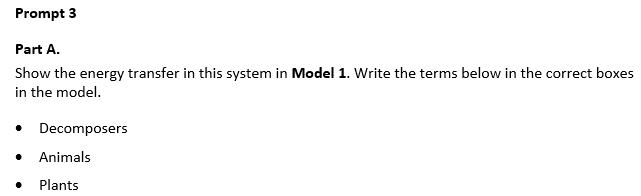 Prompt 3
Part A.
Show the energy transfer in this system in Model 1. Write the terms below in the correct boxes
in the model.
• Decomposers
• Animals
• Plants